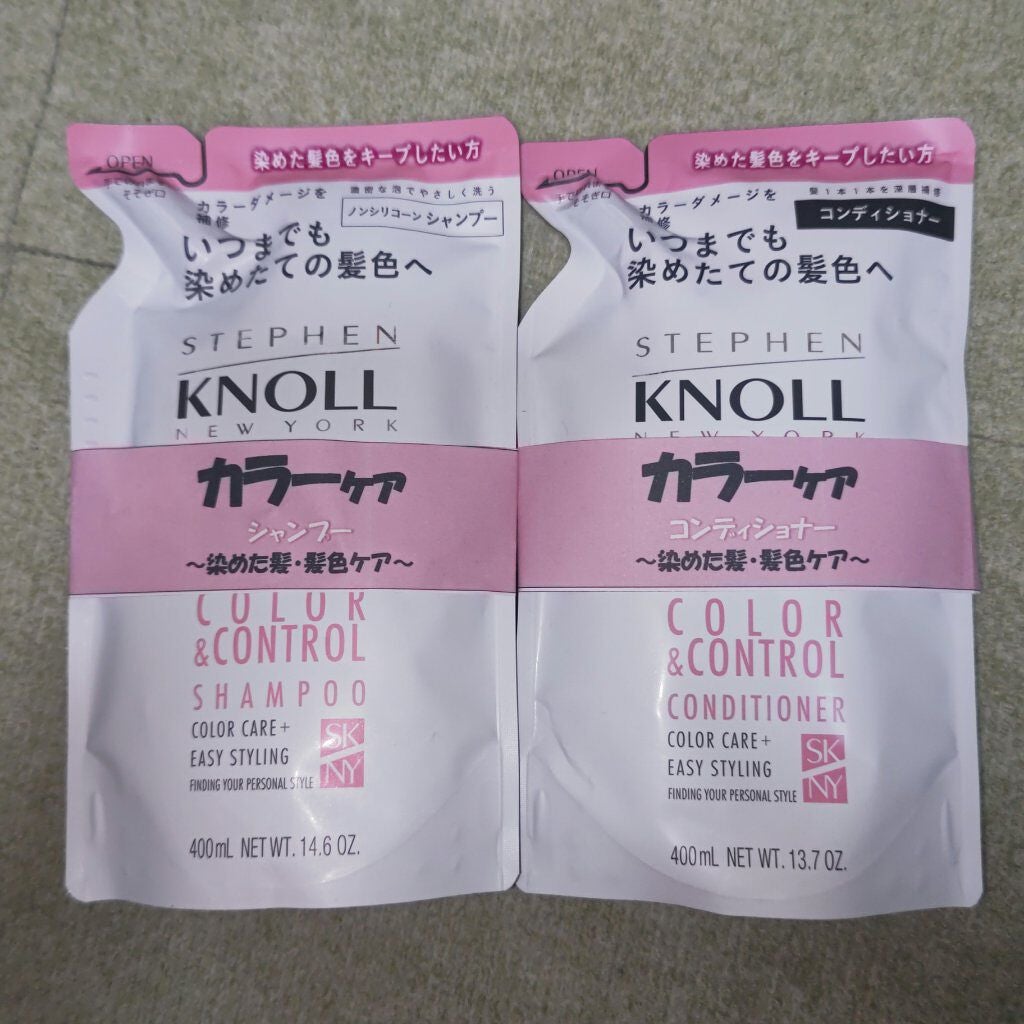 OPEN
染めた髪色をキープしたい方
濃密な泡でやさしく洗う
ノンシリコーン シャンプー
カラーダメージを
補修
いつまでも
染めたての髪色へ
STEPHEN
KNOLL
NEW YORK
カラーケア
シャンプー
～染めた髪・髪色ケア～
COLOR
&CONTROL
SHAMPOO
COLOR CARE+
EASY STYLING
FINDING YOUR PERSONAL STYLE
SK
NY
400mL NET WT. 14.6 OZ.
OPEN
染めた髪色をキープしたい方
髪1本1本を深層補修
コンディショナー
カラーダメージを
補修
いつまでも
染めたての髪色へ
STEPHEN
KNOLL
NEW YORK
カラーケア
コンディショナー
～染めた髪・髪色ケア～
COLOR
&CONTROL
CONDITIONER
COLOR CARE+
EASY STYLING
FINDING YOUR PERSONAL STYLE
SK
NY
400mL NET WT. 13.7 OZ.